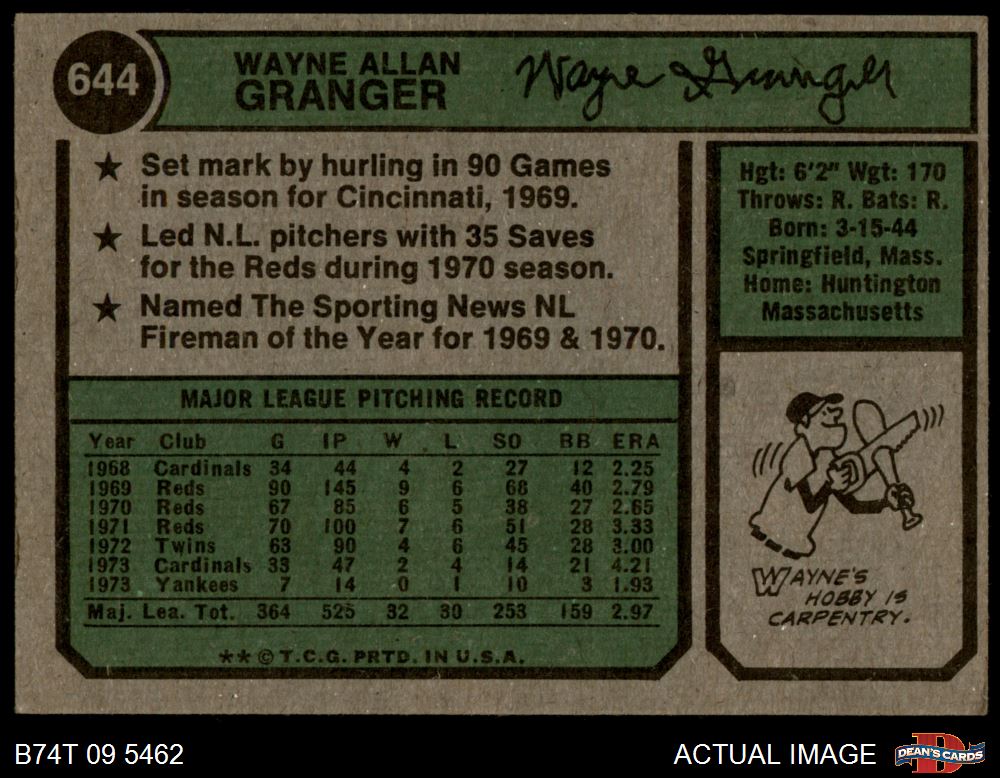 644
WAYNE ALLAN
GRANGER
Wayne Granger
★ Set mark by hurling in 90 Games
in season for Cincinnati, 1969.
★ Led N.L. pitchers with 35 Saves
for the Reds during 1970 season.
★ Named The Sporting News NL
Fireman of the Year for 1969 & 1970.
Hgt: 6'2" Wgt: 170
Throws: R. Bats: R.
Born: 3-15-44
Springfield, Mass.
Home: Huntington
Massachusetts
MAJOR LEAGUE PITCHING RECORD
Year Club G IP W L SO BB ERA
1968 Cardinals 34 44 4 2 27 12 2.25
1969 Reds 90 145 9 6 68 40 2.79
1970 Reds 67 85 6 5 38 27 2.65
1971 Reds 70 100 7 6 51 28 3.33
1972 Twins 63 90 4 6 45 28 3.00
1973 Cardinals 33 47 2 4 14 21 4.21
1973 Yankees 7 14 0 1 10 3 1.93
Maj. Lea. Tot. 364 525 32 30 253 159 2.97
** © T.C.G. PRTD. IN U.S.A.
WAYNE'S
HOBBY IS
CARPENTRY.
B74T 09 5462
ACTUAL IMAGE
DEAN'S CARDS